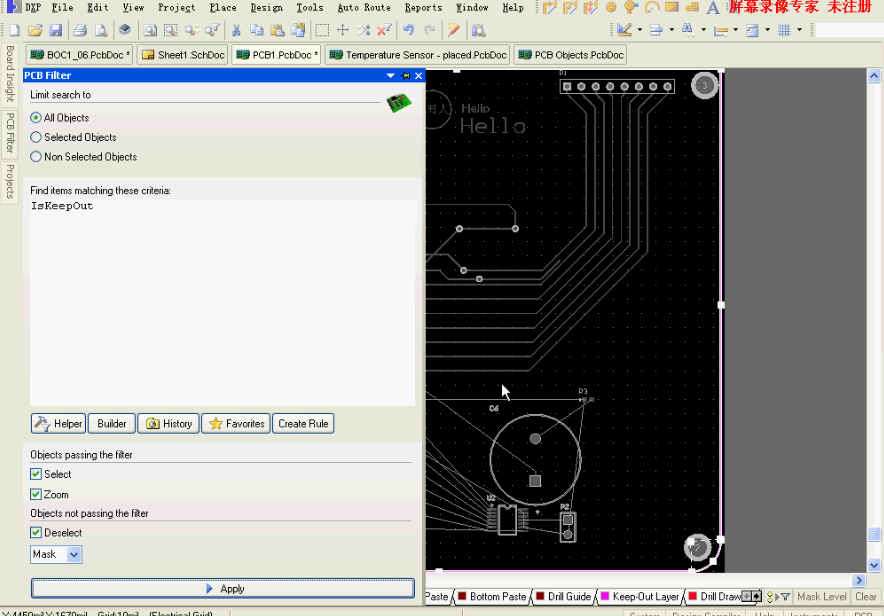 DXP File Edit View Project Place Design Tools Auto Route Reports Window Help 屏幕录像专家 未注册
BOC1_06.PcbDoc * Sheet1.SchDoc PCB1.PcbDoc * Temperature Sensor - placed.PcbDoc PCB Objects.PcbDoc
Board Insight
PCB Filter
Projects
PCB Filter
Limit search to
All Objects
Selected Objects
Non Selected Objects
Find items matching these criteria:
IsKeepOut
Helper Builder History Favorites Create Rule
Objects passing the filter
Select
Zoom
Objects not passing the filter
Deselect
Mask
Apply
3
Hello
Hello
R3
C6
U2
P2
Paste Bottom Paste Drill Guide Keep-Out Layer Drill Draw Mask Level Clear
X:4450mil Y:1670mil Grid:10mil (Electrical Grid) System Design Compiler Help Instruments PCB